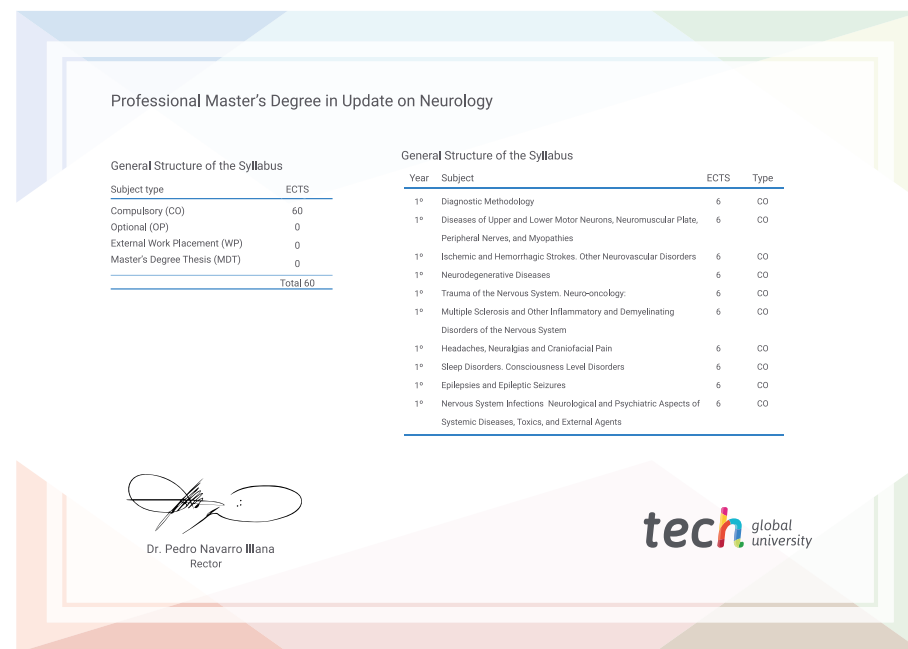 Professional Master's Degree in Update on Neurology
General Structure of the Syllabus
Subject type ECTS
Compulsory (CO) 60
Optional (OP) 0
External Work Placement (WP) 0
Master's Degree Thesis (MDT) 0
Total 60
General Structure of the Syllabus
Year Subject ECTS Type
1º Diagnostic Methodology 6 CO
1º Diseases of Upper and Lower Motor Neurons, Neuromuscular Plate, 6 CO
Peripheral Nerves, and Myopathies
1º Ischemic and Hemorrhagic Strokes. Other Neurovascular Disorders 6 CO
1º Neurodegenerative Diseases 6 CO
1º Trauma of the Nervous System. Neuro-oncology: 6 CO
1º Multiple Sclerosis and Other Inflammatory and Demyelinating 6 CO
Disorders of the Nervous System
1º Headaches, Neuralgias and Craniofacial Pain 6 CO
1º Sleep Disorders. Consciousness Level Disorders 6 CO
1º Epilepsies and Epileptic Seizures 6 CO
1º Nervous System Infections Neurological and Psychiatric Aspects of 6 CO
Systemic Diseases, Toxics, and External Agents
Dr. Pedro Navarro Illana
Rector
tech global
university